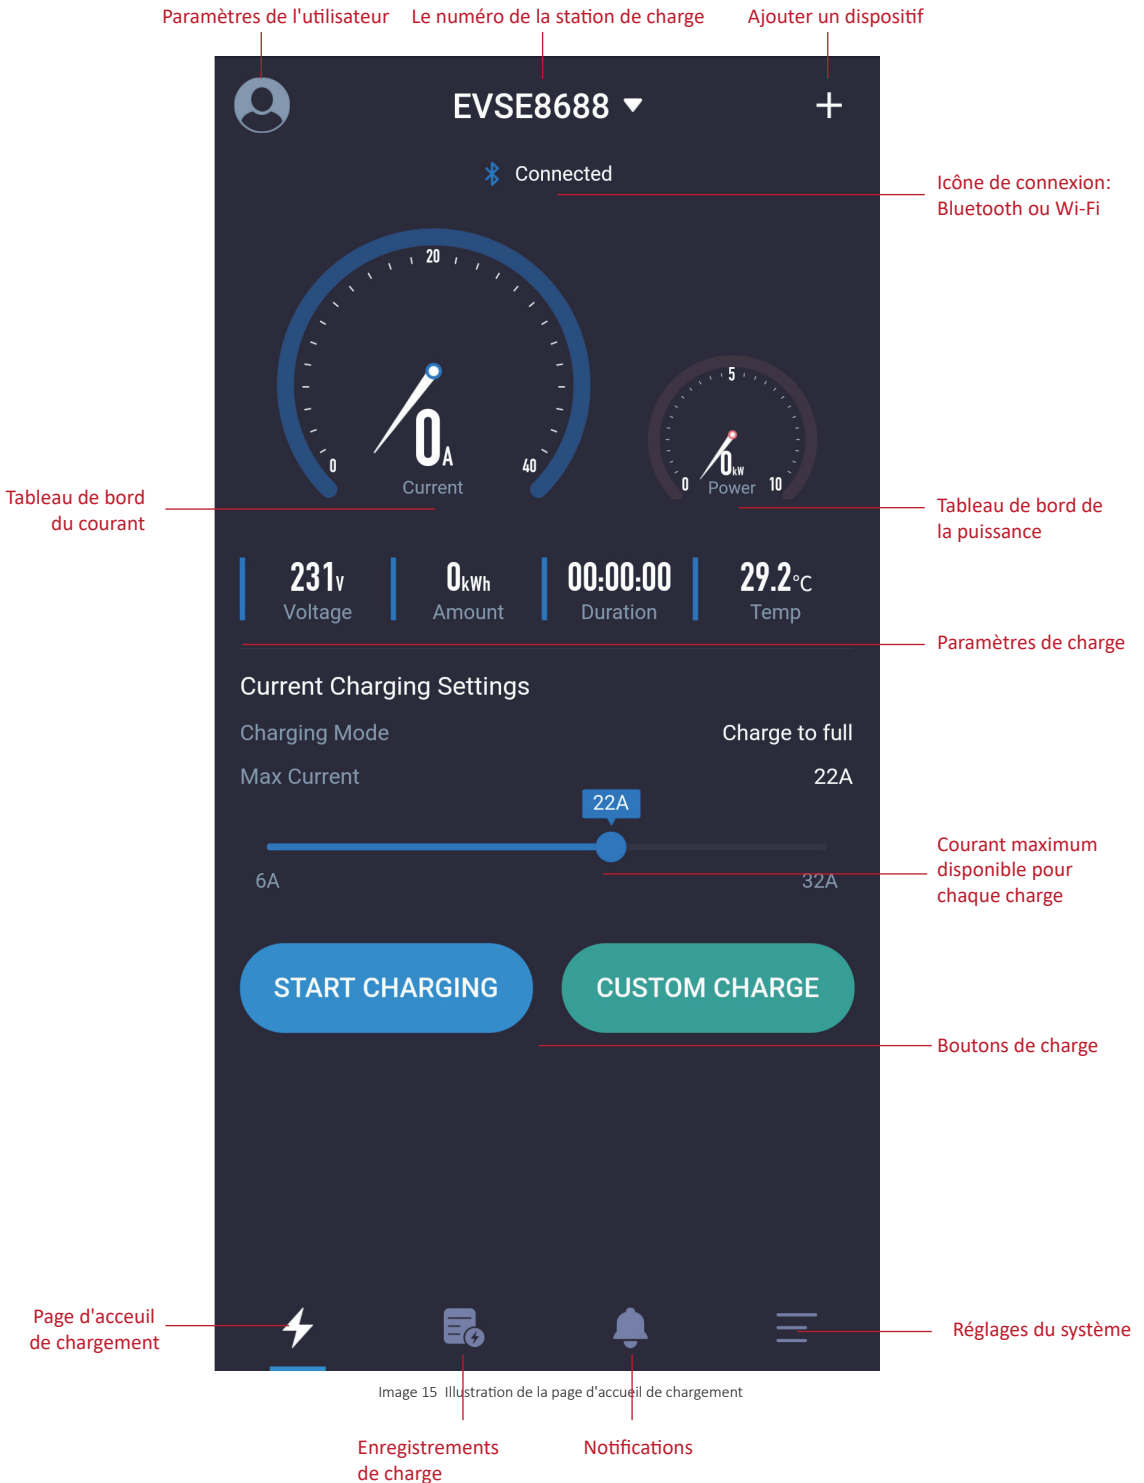 Paramètres de l'utilisateur
Le numéro de la station de charge
Ajouter un dispositif
EVSE8688
Connected
Icône de connexion:
Bluetooth ou Wi-Fi
20
0
40
0A
Current
5
0
10
0kW
Power
Tableau de bord
du courant
Tableau de bord de
la puissance
231V
Voltage
0kWh
Amount
00:00:00
Duration
29.2°C
Temp
Paramètres de charge
Current Charging Settings
Charging Mode
Charge to full
Max Current
22A
22A
6A
32A
Courant maximum
disponible pour
chaque charge
START CHARGING
CUSTOM CHARGE
Boutons de charge
Page d'acceuil
de chargement
Réglages du système
Image 15 Illustration de la page d'accueil de chargement
Enregistrements
de charge
Notifications